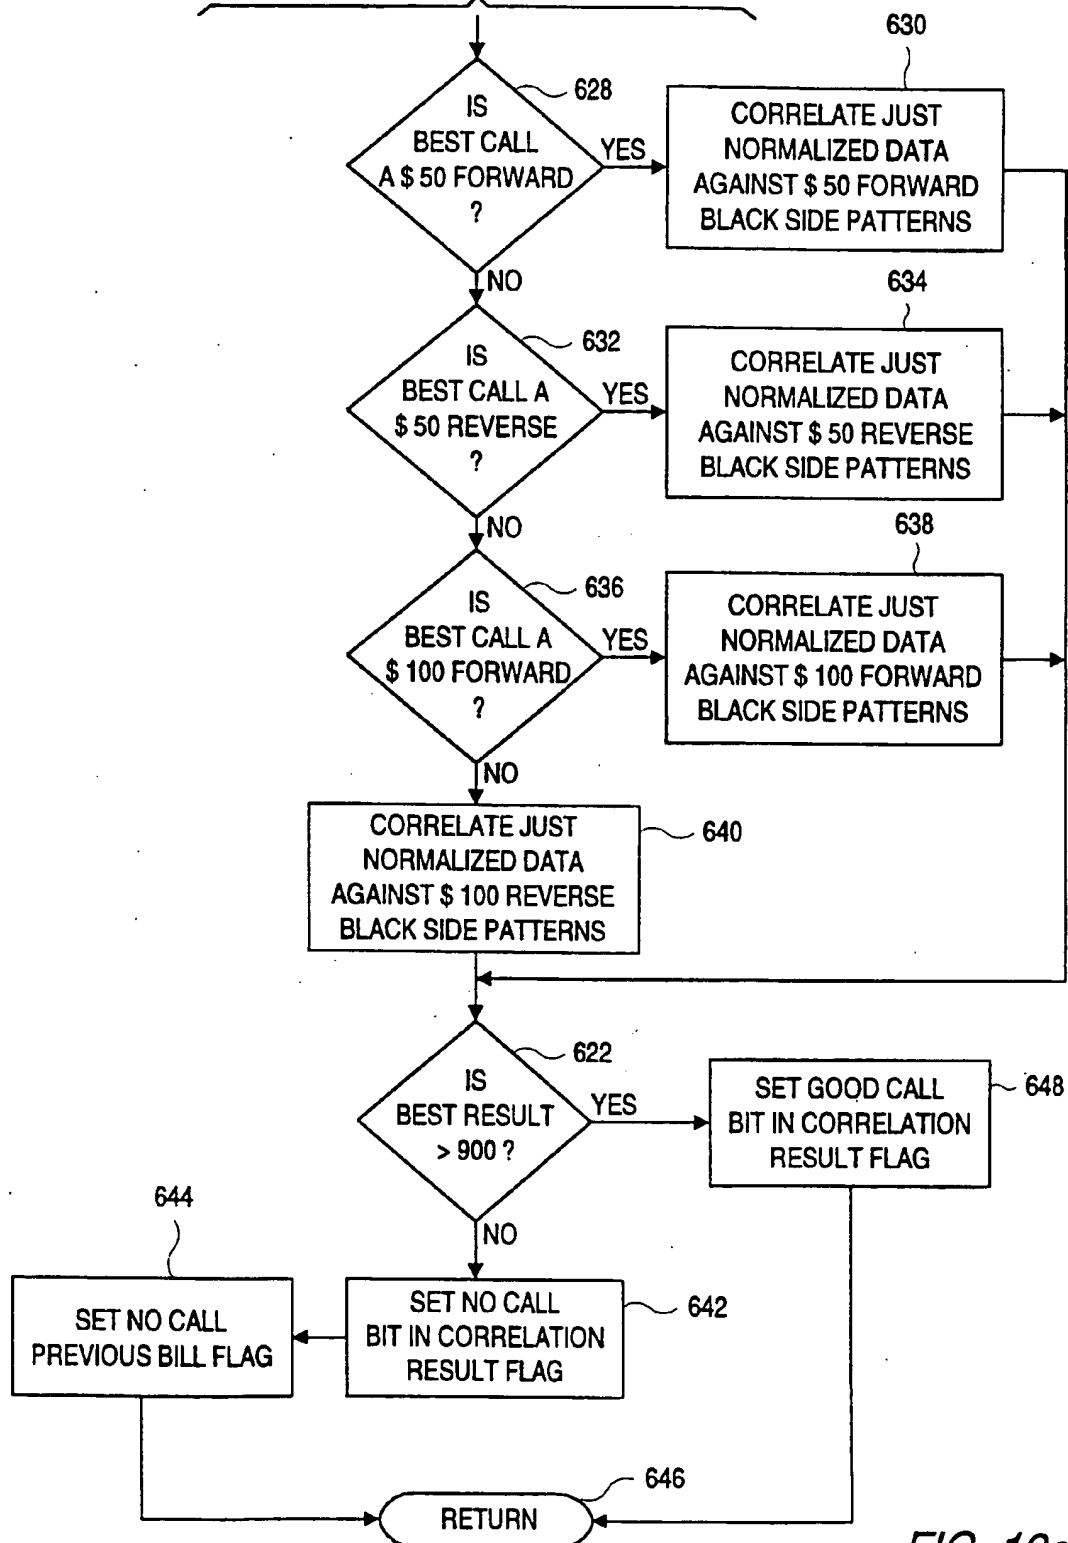 630
628
IS
BEST CALL
A $ 50 FORWARD
?
YES
CORRELATE JUST
NORMALIZED DATA
AGAINST $ 50 FORWARD
BLACK SIDE PATTERNS
NO
634
632
IS
BEST CALL A
$ 50 REVERSE
?
YES
CORRELATE JUST
NORMALIZED DATA
AGAINST $ 50 REVERSE
BLACK SIDE PATTERNS
NO
638
636
IS
BEST CALL A
$ 100 FORWARD
?
YES
CORRELATE JUST
NORMALIZED DATA
AGAINST $ 100 FORWARD
BLACK SIDE PATTERNS
NO
CORRELATE JUST
NORMALIZED DATA
AGAINST $ 100 REVERSE
BLACK SIDE PATTERNS
640
622
IS
BEST RESULT
> 900 ?
YES
SET GOOD CALL
BIT IN CORRELATION
RESULT FLAG
648
NO
644
SET NO CALL
PREVIOUS BILL FLAG
SET NO CALL
BIT IN CORRELATION
RESULT FLAG
642
646
RETURN